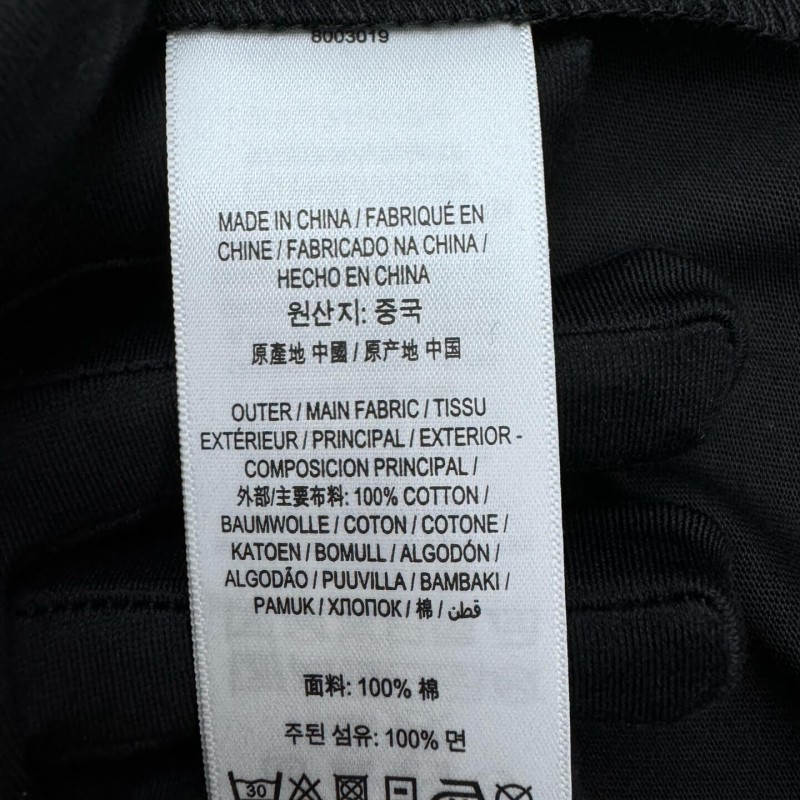 8003019
MADE IN CHINA / FABRIQUÉ EN
CHINE / FABRICADO NA CHINA /
HECHO EN CHINA
원산지: 중국
原產地 中國 / 原产地 中国
OUTER / MAIN FABRIC / TISSU
EXTÉRIEUR / PRINCIPAL / EXTERIOR -
COMPOSICION PRINCIPAL /
外部/主要布料: 100% COTTON /
BAUMWOLLE / COTON / COTONE /
KATOEN / BOMULL / ALGODÓN /
ALGODÃO / PUUVILLA / BAMBAKI /
PAMUK / ХЛОПОК / 棉 / قطن
面料: 100% 棉
주된 섬유: 100% 면
30